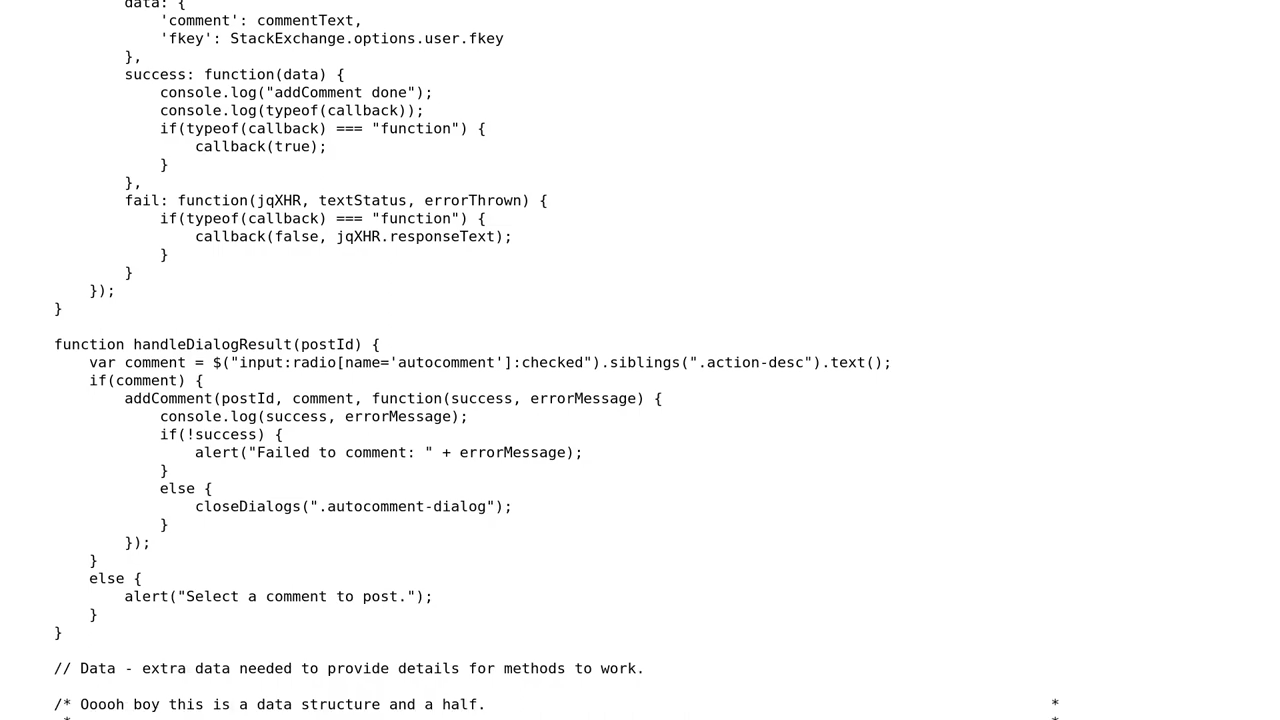 data: {
'comment': commentText,
'fkey': StackExchange.options.user.fkey
},
success: function(data) {
console.log("addComment done");
console.log(typeof(callback));
if(typeof(callback) === "function") {
callback(true);
}
},
fail: function(jqXHR, textStatus, errorThrown) {
if(typeof(callback) === "function") {
callback(false, jqXHR.responseText);
}
}
});
}
function handleDialogResult(postId) {
var comment = $("input:radio[name='autocomment']:checked").siblings(".action-desc").text();
if(comment) {
addComment(postId, comment, function(success, errorMessage) {
console.log(success, errorMessage);
if(!success) {
alert("Failed to comment: " + errorMessage);
}
else {
closeDialogs(".autocomment-dialog");
}
});
}
else {
alert("Select a comment to post.");
}
}
// Data - extra data needed to provide details for methods to work.
/* Ooooh boy this is a data structure and a half. *
* *